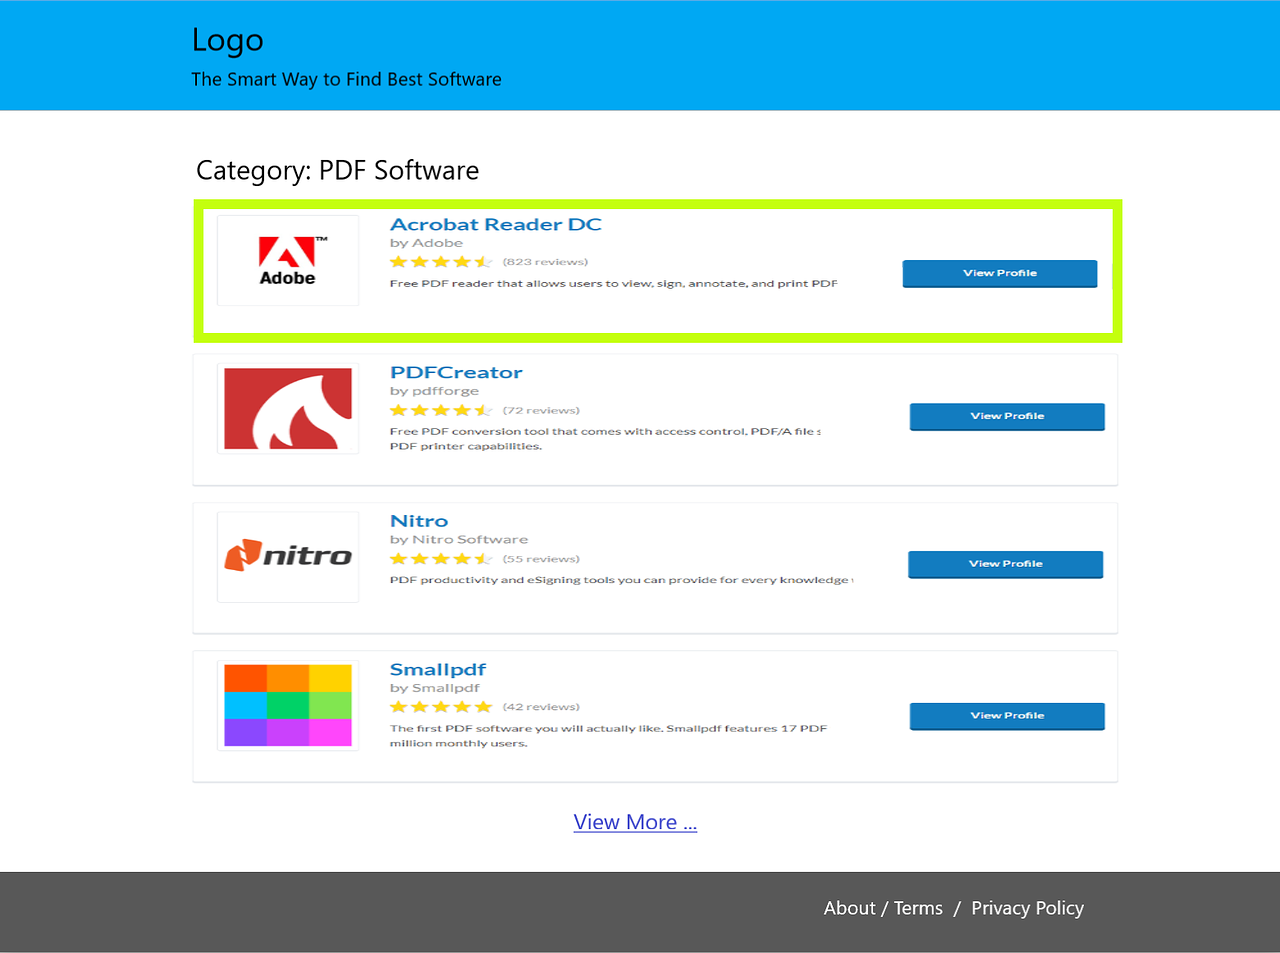 Logo
The Smart Way to Find Best Software
Category: PDF Software
Adobe™
Acrobat Reader DC
by Adobe
(823 reviews)
Free PDF reader that allows users to view, sign, annotate, and print PDF
View Profile
PDFCreator
by pdfforge
(72 reviews)
Free PDF conversion tool that comes with access control, PDF/A file
PDF printer capabilities.
View Profile
nitro
Nitro
by Nitro Software
(55 reviews)
PDF productivity and eSigning tools you can provide for every knowledge
View Profile
Smallpdf
by Smallpdf
(42 reviews)
The first PDF software you will actually like. Smallpdf features 17 PDF
million monthly users.
View Profile
View More ...
About / Terms / Privacy Policy